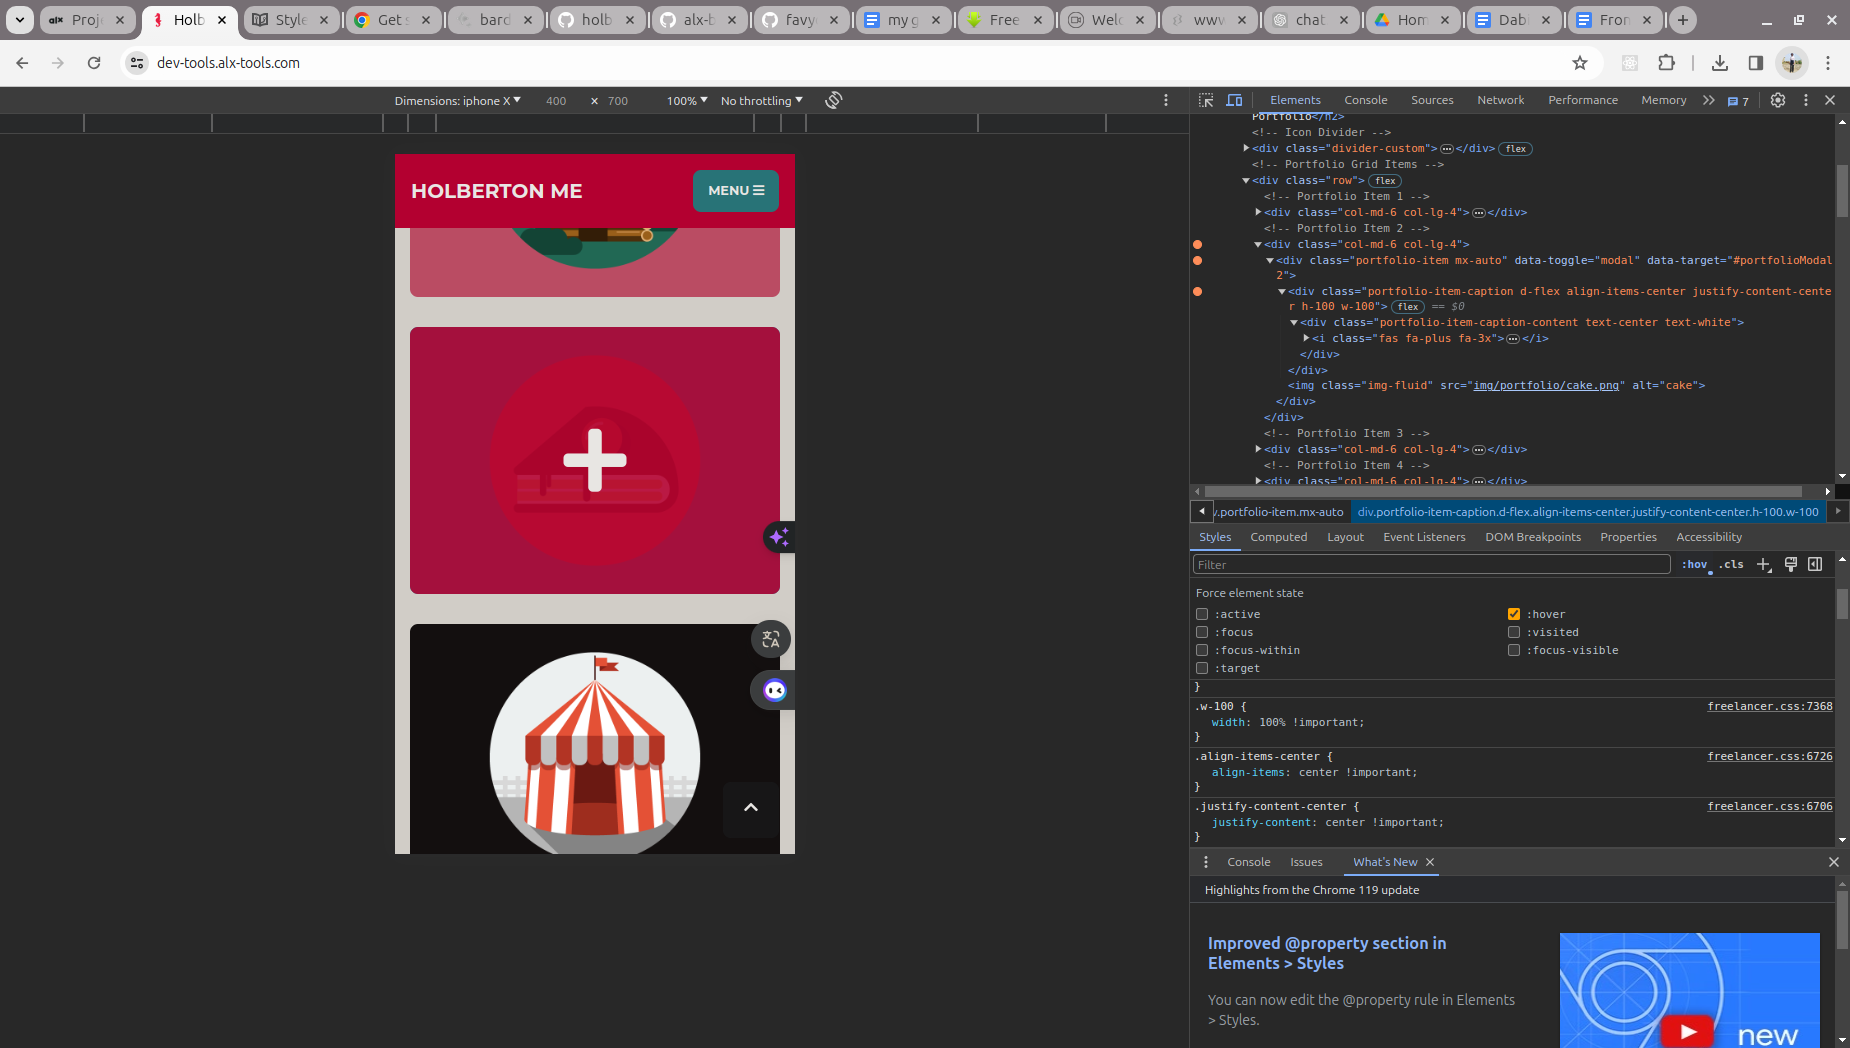 alx Proj
Holb
Style
Get s
bard
holb
alx-b
favy
my g
Free
Welc
www
chat
Hom
Dab
Fron
dev-tools.alx-tools.com
Dimensions: iphone X
400
x
700
100%
No throttling
Elements
Console
Sources
Network
Performance
Memory
7
HOLBERTON ME
MENU
Portfolio</h2>
<!-- Icon Divider -->
<div class="divider-custom">…</div> flex
<!-- Portfolio Grid Items -->
<div class="row"> flex
<!-- Portfolio Item 1 -->
<div class="col-md-6 col-lg-4">…</div>
<!-- Portfolio Item 2 -->
<div class="col-md-6 col-lg-4">
<div class="portfolio-item mx-auto" data-toggle="modal" data-target="#portfolioModal
2">
<div class="portfolio-item-caption d-flex align-items-center justify-content-cente
r h-100 w-100"> flex == $0
<div class="portfolio-item-caption-content text-center text-white">
<i class="fas fa-plus fa-3x">…</i>
</div>
</div>
<img class="img-fluid" src="img/portfolio/cake.png" alt="cake">
</div>
</div>
<!-- Portfolio Item 3 -->
<div class="col-md-6 col-lg-4">…</div>
<!-- Portfolio Item 4 -->
<div class="col-md-6 col-lg-4">…</div>
v.portfolio-item.mx-auto
div.portfolio-item-caption.d-flex.align-items-center.justify-content-center.h-100.w-100
Styles
Computed
Layout
Event Listeners
DOM Breakpoints
Properties
Accessibility
Filter
:hov
.cls
Force element state
:active
:hover
:focus
:visited
:focus-within
:focus-visible
:target
}
.w-100 {
freelancer.css:7368
width: 100% !important;
}
.align-items-center {
freelancer.css:6726
align-items: center !important;
}
.justify-content-center {
freelancer.css:6706
justify-content: center !important;
}
Console
Issues
What's New
Highlights from the Chrome 119 update
Improved @property section in
Elements > Styles
You can now edit the @property rule in Elements
> Styles.
new